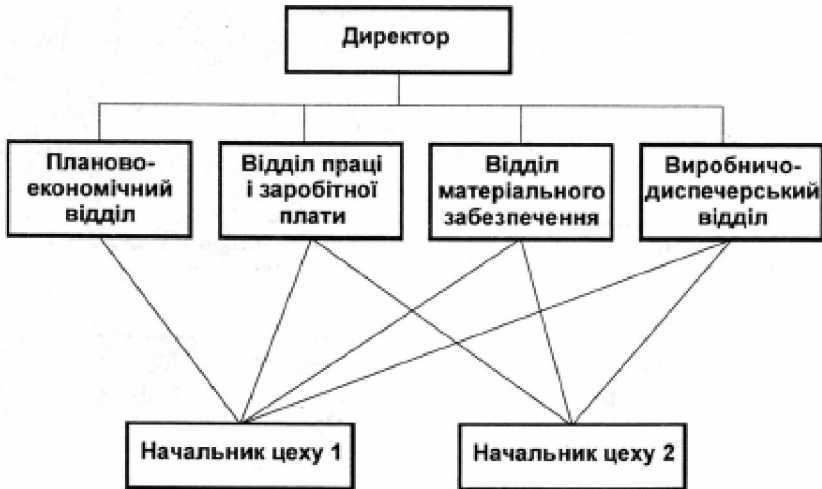 Директор
Планово-
економічний
відділ
Відділ праці
і заробітної
плати
Відділ
матеріального
забезпечення
Виробничо-
диспечерський
відділ
Начальник цеху 1
Начальник цеху 2